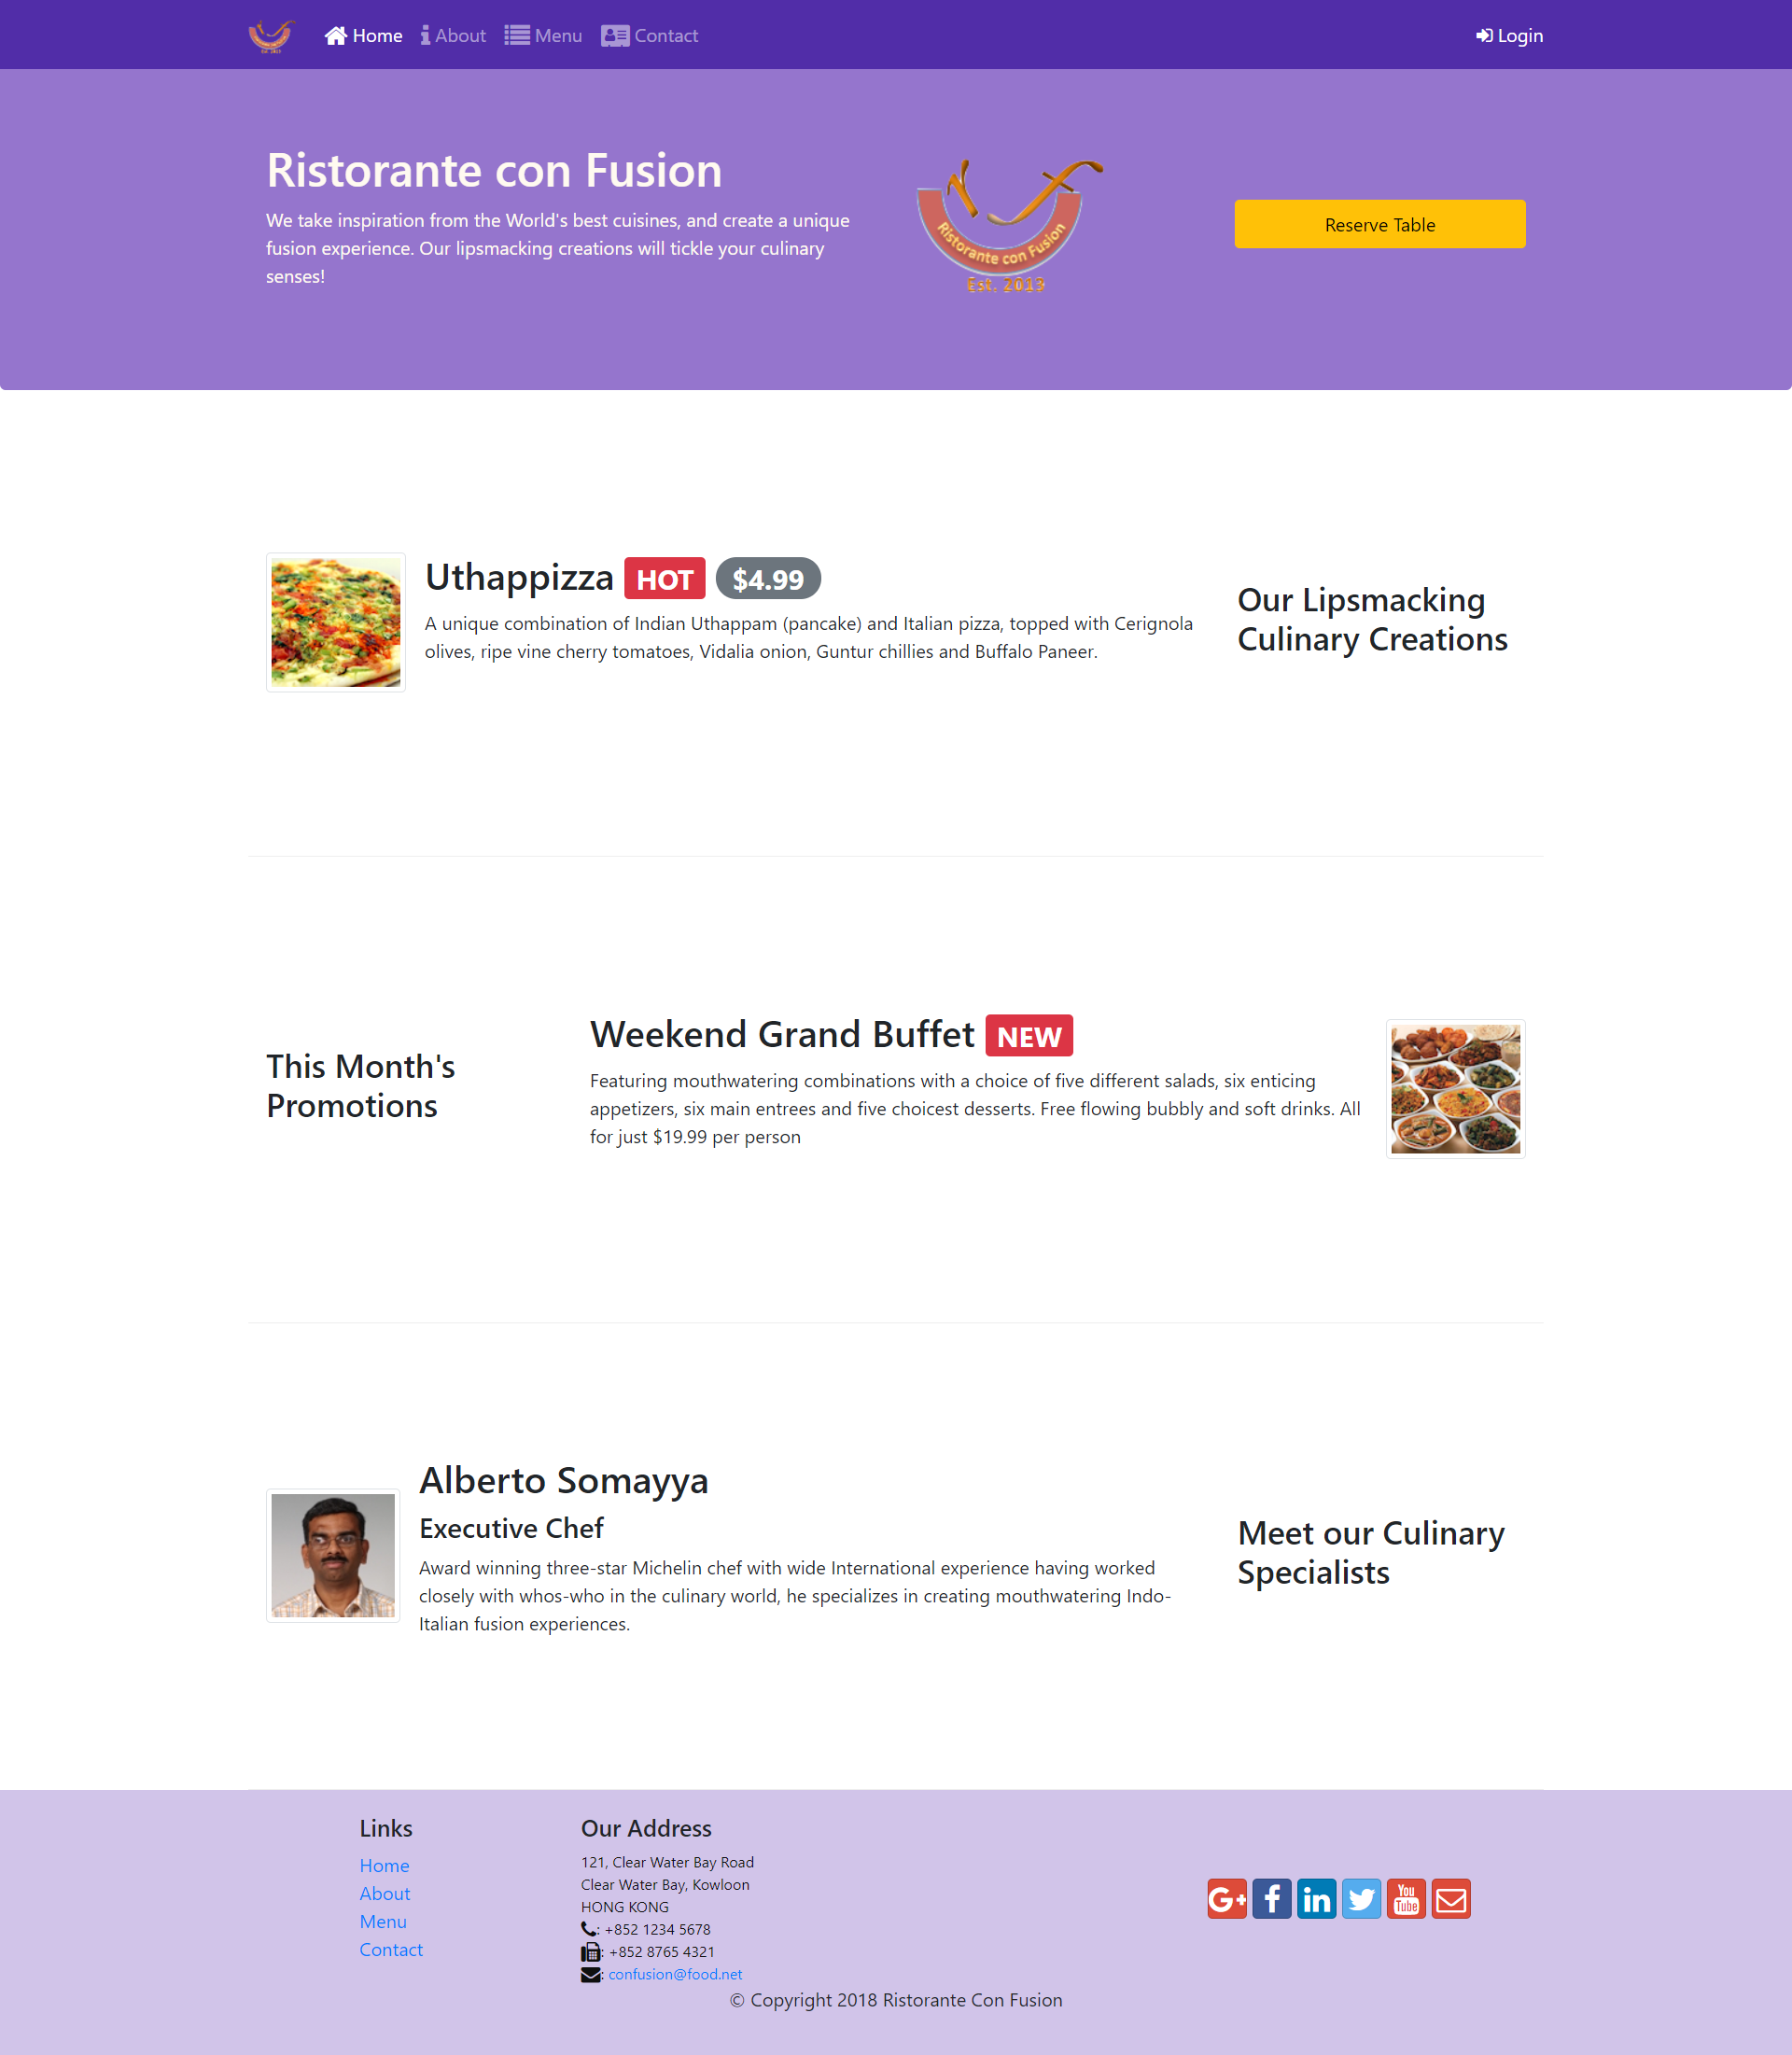 Home About Menu Contact Login
Ristorante con Fusion
We take inspiration from the World's best cuisines, and create a unique
fusion experience. Our lipsmacking creations will tickle your culinary
senses!
Ristorante con Fusion
Est. 2019
Reserve Table
Uthappizza HOT $4.99
A unique combination of Indian Uthappam (pancake) and Italian pizza, topped with Cerignola
olives, ripe vine cherry tomatoes, Vidalia onion, Guntur chillies and Buffalo Paneer.
Our Lipsmacking
Culinary Creations
This Month's
Promotions
Weekend Grand Buffet NEW
Featuring mouthwatering combinations with a choice of five different salads, six enticing
appetizers, six main entrees and five choicest desserts. Free flowing bubbly and soft drinks. All
for just $19.99 per person
Alberto Somayya
Executive Chef
Award winning three-star Michelin chef with wide International experience having worked
closely with whos-who in the culinary world, he specializes in creating mouthwatering Indo-
Italian fusion experiences.
Meet our Culinary
Specialists
Links
Home
About
Menu
Contact
Our Address
121, Clear Water Bay Road
Clear Water Bay, Kowloon
HONG KONG
: +852 1234 5678
: +852 8765 4321
: confusion@food.net
G+ f in You Tube
© Copyright 2018 Ristorante Con Fusion